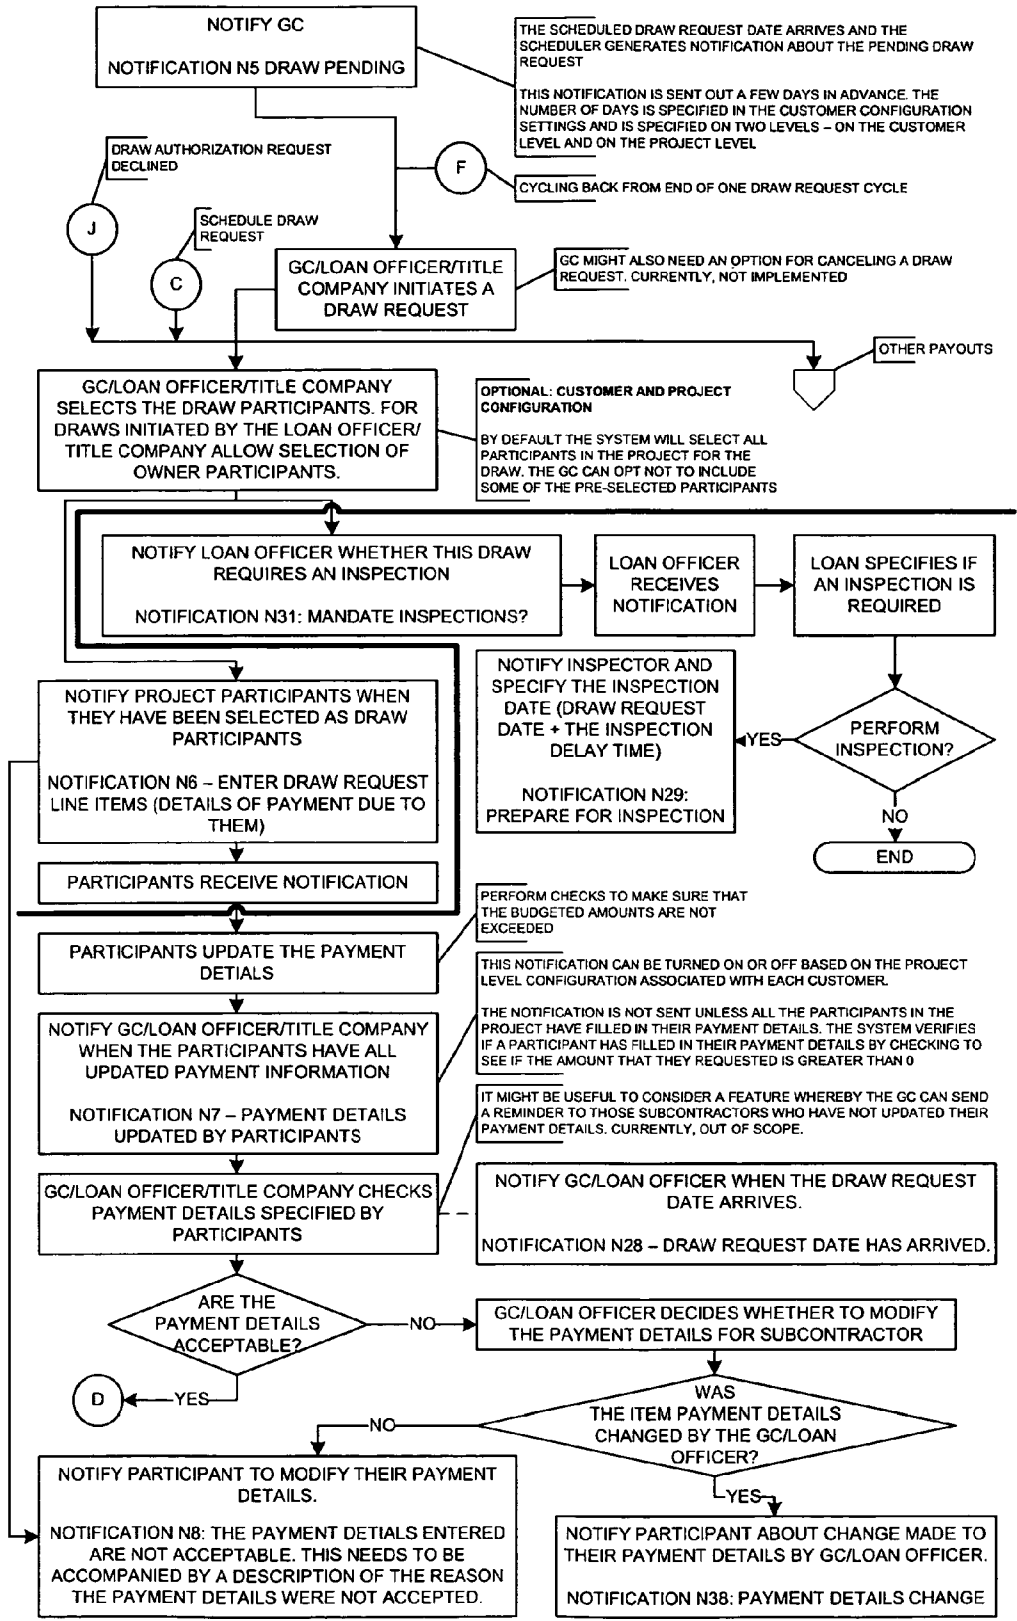 NOTIFY GC
NOTIFICATION N5 DRAW PENDING
THE SCHEDULED DRAW REQUEST DATE ARRIVES AND THE
SCHEDULER GENERATES NOTIFICATION ABOUT THE PENDING DRAW
REQUEST
THIS NOTIFICATION IS SENT OUT A FEW DAYS IN ADVANCE. THE
NUMBER OF DAYS IS SPECIFIED IN THE CUSTOMER CONFIGURATION
SETTINGS AND IS SPECIFIED ON TWO LEVELS – ON THE CUSTOMER
LEVEL AND ON THE PROJECT LEVEL
DRAW AUTHORIZATION REQUEST
DECLINED
F
CYCLING BACK FROM END OF ONE DRAW REQUEST CYCLE
J
SCHEDULE DRAW
REQUEST
C
GC/LOAN OFFICER/TITLE
COMPANY INITIATES A
DRAW REQUEST
GC MIGHT ALSO NEED AN OPTION FOR CANCELING A DRAW
REQUEST. CURRENTLY, NOT IMPLEMENTED
OTHER PAYOUTS
GC/LOAN OFFICER/TITLE COMPANY
SELECTS THE DRAW PARTICIPANTS. FOR
DRAWS INITIATED BY THE LOAN OFFICER/
TITLE COMPANY ALLOW SELECTION OF
OWNER PARTICIPANTS.
OPTIONAL: CUSTOMER AND PROJECT
CONFIGURATION
BY DEFAULT THE SYSTEM WILL SELECT ALL
PARTICIPANTS IN THE PROJECT FOR THE
DRAW. THE GC CAN OPT NOT TO INCLUDE
SOME OF THE PRE-SELECTED PARTICIPANTS
NOTIFY LOAN OFFICER WHETHER THIS DRAW
REQUIRES AN INSPECTION
NOTIFICATION N31: MANDATE INSPECTIONS?
LOAN OFFICER
RECEIVES
NOTIFICATION
LOAN SPECIFIES IF
AN INSPECTION IS
REQUIRED
NOTIFY INSPECTOR AND
SPECIFY THE INSPECTION
DATE (DRAW REQUEST
DATE + THE INSPECTION
DELAY TIME)
NOTIFICATION N29:
PREPARE FOR INSPECTION
YES
PERFORM
INSPECTION?
NO
END
NOTIFY PROJECT PARTICIPANTS WHEN
THEY HAVE BEEN SELECTED AS DRAW
PARTICIPANTS
NOTIFICATION N6 – ENTER DRAW REQUEST
LINE ITEMS (DETAILS OF PAYMENT DUE TO
THEM)
PARTICIPANTS RECEIVE NOTIFICATION
PERFORM CHECKS TO MAKE SURE THAT
THE BUDGETED AMOUNTS ARE NOT
EXCEEDED
PARTICIPANTS UPDATE THE PAYMENT
DETIALS
THIS NOTIFICATION CAN BE TURNED ON OR OFF BASED ON THE PROJECT
LEVEL CONFIGURATION ASSOCIATED WITH EACH CUSTOMER.
THE NOTIFICATION IS NOT SENT UNLESS ALL THE PARTICIPANTS IN THE
PROJECT HAVE FILLED IN THEIR PAYMENT DETAILS. THE SYSTEM VERIFIES
IF A PARTICIPANT HAS FILLED IN THEIR PAYMENT DETAILS BY CHECKING TO
SEE IF THE AMOUNT THAT THEY REQUESTED IS GREATER THAN 0
NOTIFY GC/LOAN OFFICER/TITLE COMPANY
WHEN THE PARTICIPANTS HAVE ALL
UPDATED PAYMENT INFORMATION
NOTIFICATION N7 – PAYMENT DETAILS
UPDATED BY PARTICIPANTS
IT MIGHT BE USEFUL TO CONSIDER A FEATURE WHEREBY THE GC CAN SEND
A REMINDER TO THOSE SUBCONTRACTORS WHO HAVE NOT UPDATED THEIR
PAYMENT DETAILS. CURRENTLY, OUT OF SCOPE.
GC/LOAN OFFICER/TITLE COMPANY CHECKS
PAYMENT DETAILS SPECIFIED BY
PARTICIPANTS
NOTIFY GC/LOAN OFFICER WHEN THE DRAW REQUEST
DATE ARRIVES.
NOTIFICATION N28 – DRAW REQUEST DATE HAS ARRIVED.
ARE THE
PAYMENT DETAILS
ACCEPTABLE?
NO
GC/LOAN OFFICER DECIDES WHETHER TO MODIFY
THE PAYMENT DETAILS FOR SUBCONTRACTOR
D
YES
WAS
THE ITEM PAYMENT DETAILS
CHANGED BY THE GC/LOAN
OFFICER?
NO
YES
NOTIFY PARTICIPANT TO MODIFY THEIR PAYMENT
DETAILS.
NOTIFICATION N8: THE PAYMENT DETIALS ENTERED
ARE NOT ACCEPTABLE. THIS NEEDS TO BE
ACCOMPANIED BY A DESCRIPTION OF THE REASON
THE PAYMENT DETAILS WERE NOT ACCEPTED.
NOTIFY PARTICIPANT ABOUT CHANGE MADE TO
THEIR PAYMENT DETAILS BY GC/LOAN OFFICER.
NOTIFICATION N38: PAYMENT DETAILS CHANGE